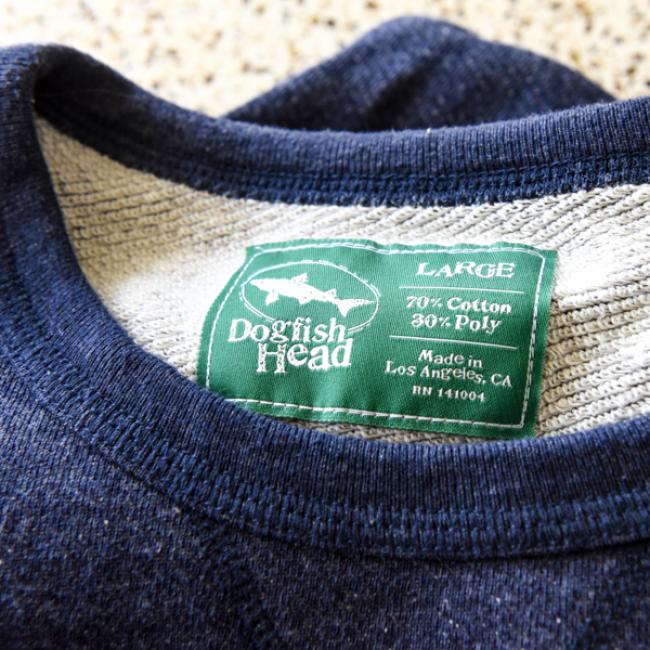 Dogfish
Head
LARGE
70% Cotton
30% Poly
Made in
Los Angeles, CA
RN 141004